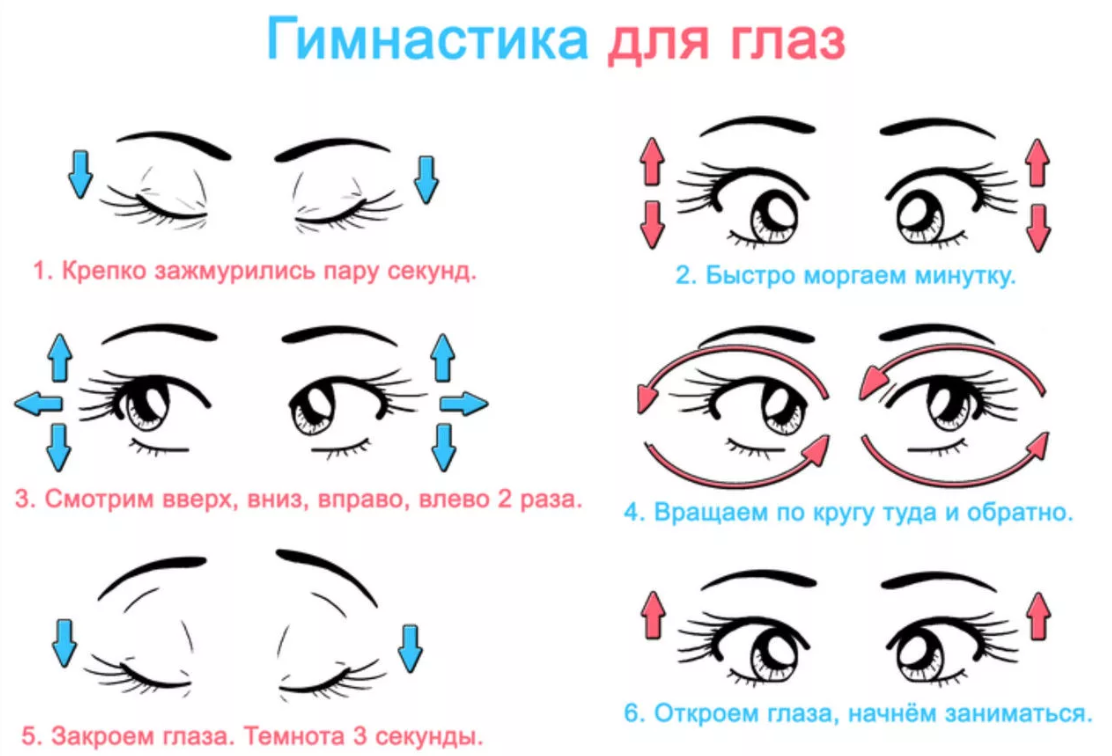 Гимнастика для глаз
1. Крепко зажмурились пару секунд.
2. Быстро моргаем минутку.
3. Смотрим вверх, вниз, вправо, влево 2 раза.
4. Вращаем по кругу туда и обратно.
5. Закроем глаза. Темнота 3 секунды.
6. Откроем глаза, начнём заниматься.